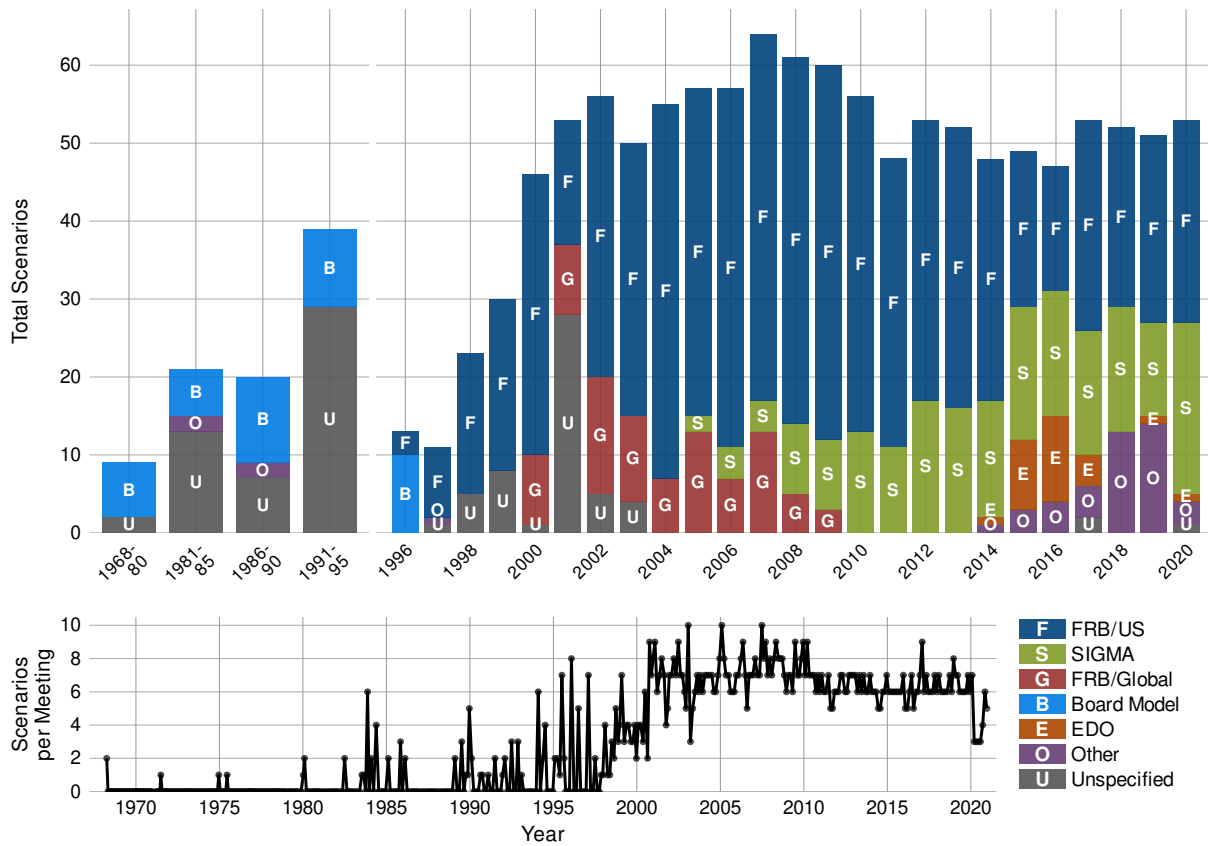 Total Scenarios
60
50
40
30
20
10
0
B
U
B
O
U
B
O
U
B
U
F
B
F
O
U
F
U
F
U
F
G
U
F
G
U
F
G
U
F
G
U
F
G
F
S
G
F
S
G
F
S
G
F
S
G
F
S
G
F
S
F
S
F
S
F
S
F
S
E
O
F
S
E
O
F
S
E
O
F
S
E
O
U
F
S
O
F
S
E
O
F
S
E
O
U
1968-
80
1981-
85
1986-
90
1991-
95
1996
1998
2000
2002
2004
2006
2008
2010
2012
2014
2016
2018
2020
Scenarios
per Meeting
10
8
6
4
2
0
1970 1975 1980 1985 1990 1995 2000 2005 2010 2015 2020
Year
F FRB/US
S SIGMA
G FRB/Global
B Board Model
E EDO
O Other
U Unspecified